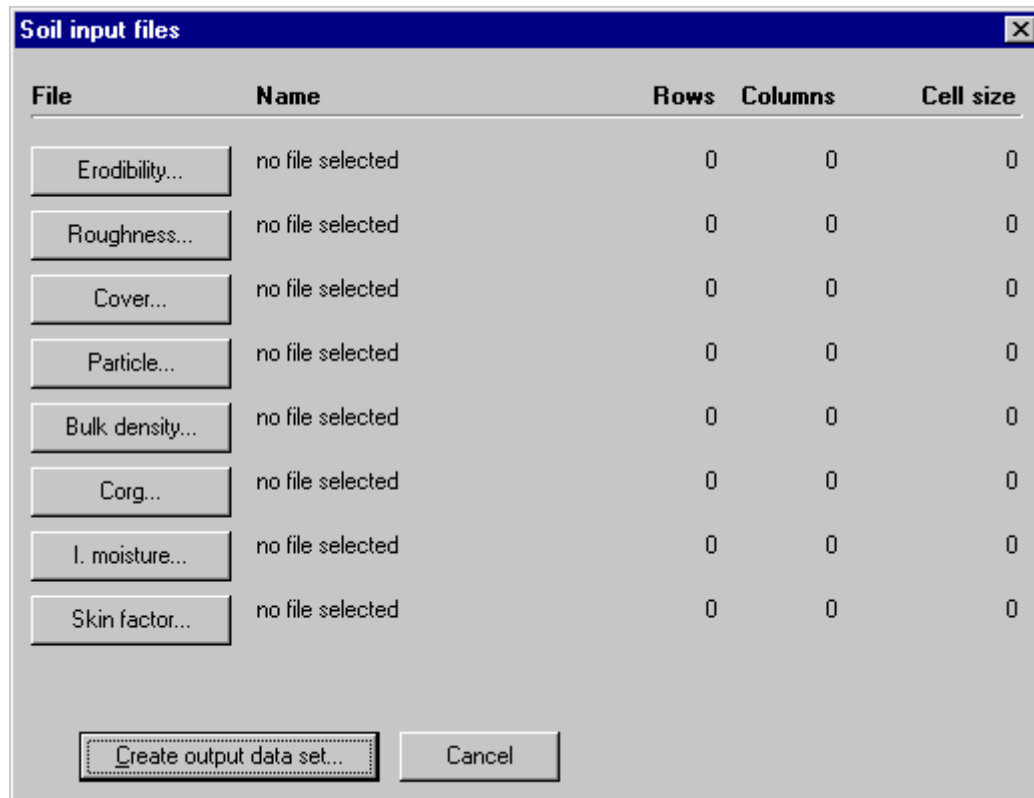 Soil input files
File Name Rows Columns Cell size
Erodibility... no file selected 0 0 0
Roughness... no file selected 0 0 0
Cover... no file selected 0 0 0
Particle... no file selected 0 0 0
Bulk density... no file selected 0 0 0
Corg... no file selected 0 0 0
I. moisture... no file selected 0 0 0
Skin factor... no file selected 0 0 0
Create output data set... Cancel